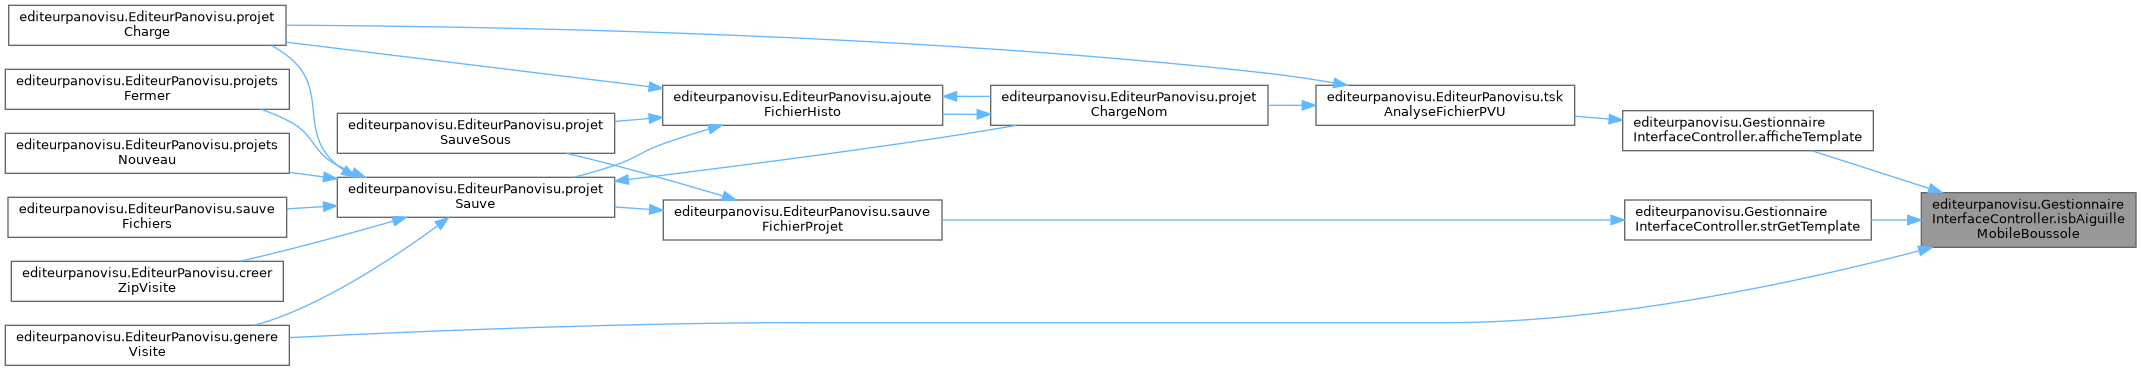 editeurpanovisu.EditeurPanovisu.projet
Charge
editeurpanovisu.EditeurPanovisu.projets
Fermer
editeurpanovisu.EditeurPanovisu.projets
Nouveau
editeurpanovisu.EditeurPanovisu.sauve
Fichiers
editeurpanovisu.EditeurPanovisu.creer
ZipVisite
editeurpanovisu.EditeurPanovisu.genere
Visite
editeurpanovisu.EditeurPanovisu.projet
SauveSous
editeurpanovisu.EditeurPanovisu.projet
Sauve
editeurpanovisu.EditeurPanovisu.ajoute
FichierHisto
editeurpanovisu.EditeurPanovisu.sauve
FichierProjet
editeurpanovisu.EditeurPanovisu.projet
ChargeNom
editeurpanovisu.EditeurPanovisu.tsk
AnalyseFichierPVU
editeurpanovisu.Gestionnaire
InterfaceController.afficheTemplate
editeurpanovisu.Gestionnaire
InterfaceController.strGetTemplate
editeurpanovisu.Gestionnaire
InterfaceController.isbAiguille
MobileBoussole